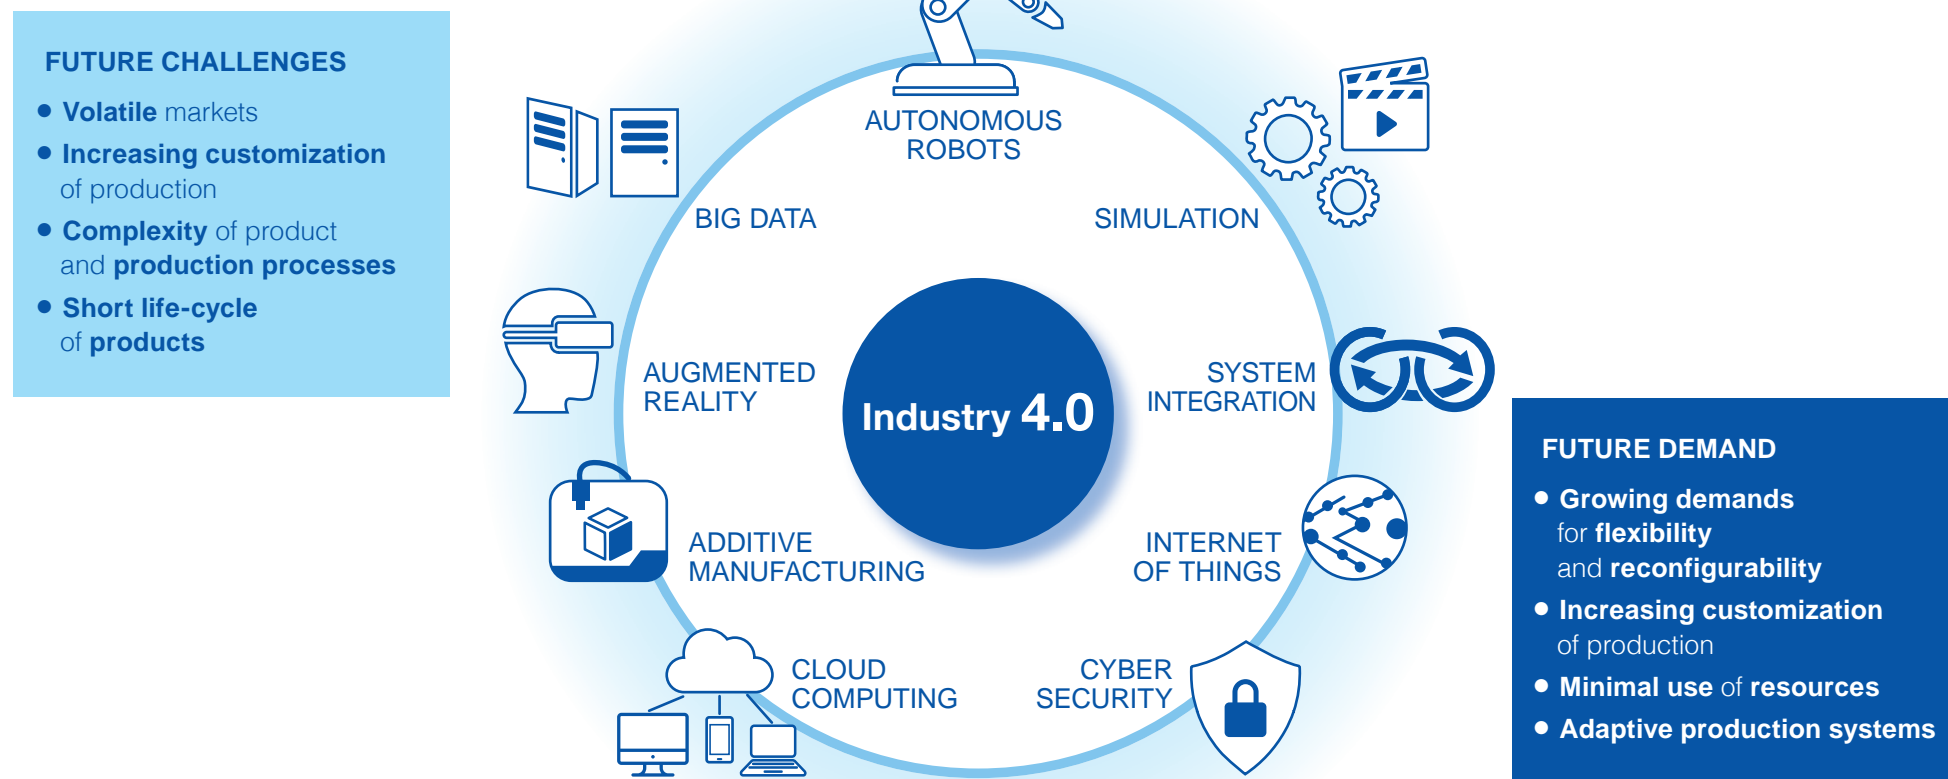 FUTURE CHALLENGES
• Volatile markets
• Increasing customization
of production
• Complexity of product
and production processes
• Short life-cycle
of products
AUTONOMOUS
ROBOTS
BIG DATA
SIMULATION
AUGMENTED
REALITY
Industry 4.0
SYSTEM
INTEGRATION
ADDITIVE
MANUFACTURING
INTERNET
OF THINGS
CLOUD
COMPUTING
CYBER
SECURITY
FUTURE DEMAND
• Growing demands
for flexibility
and reconfigurability
• Increasing customization
of production
• Minimal use of resources
• Adaptive production systems